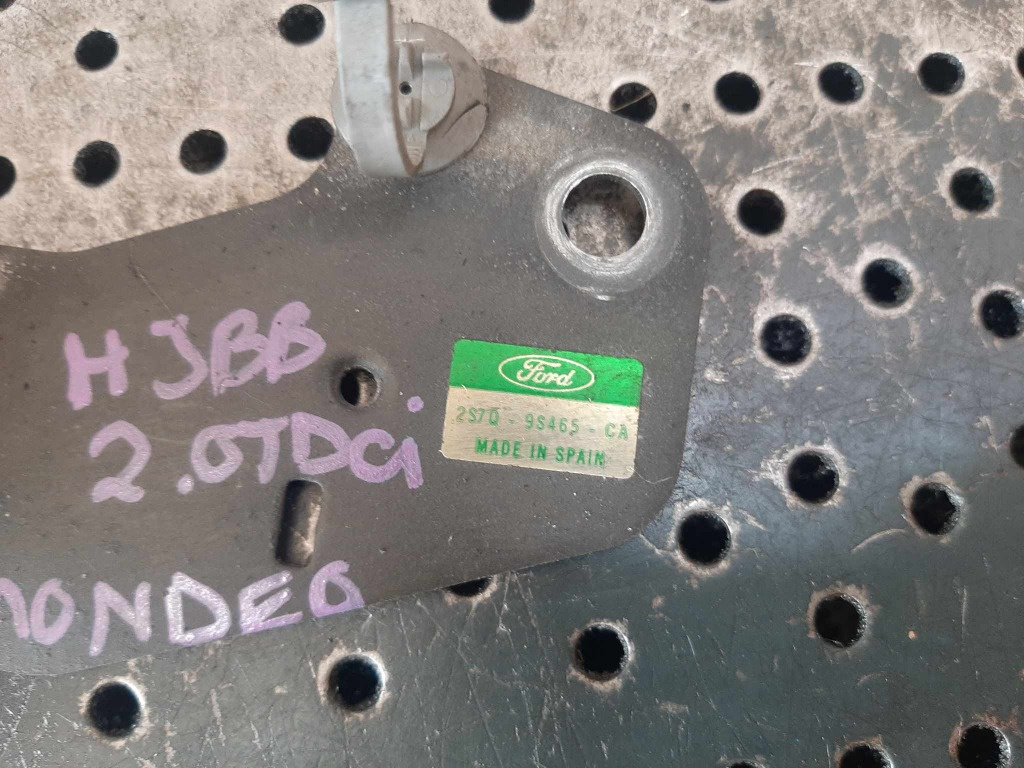 HJBB
2.0TDCi
MONDEO
Ford
2S7Q - 9S465 - CA
MADE IN SPAIN